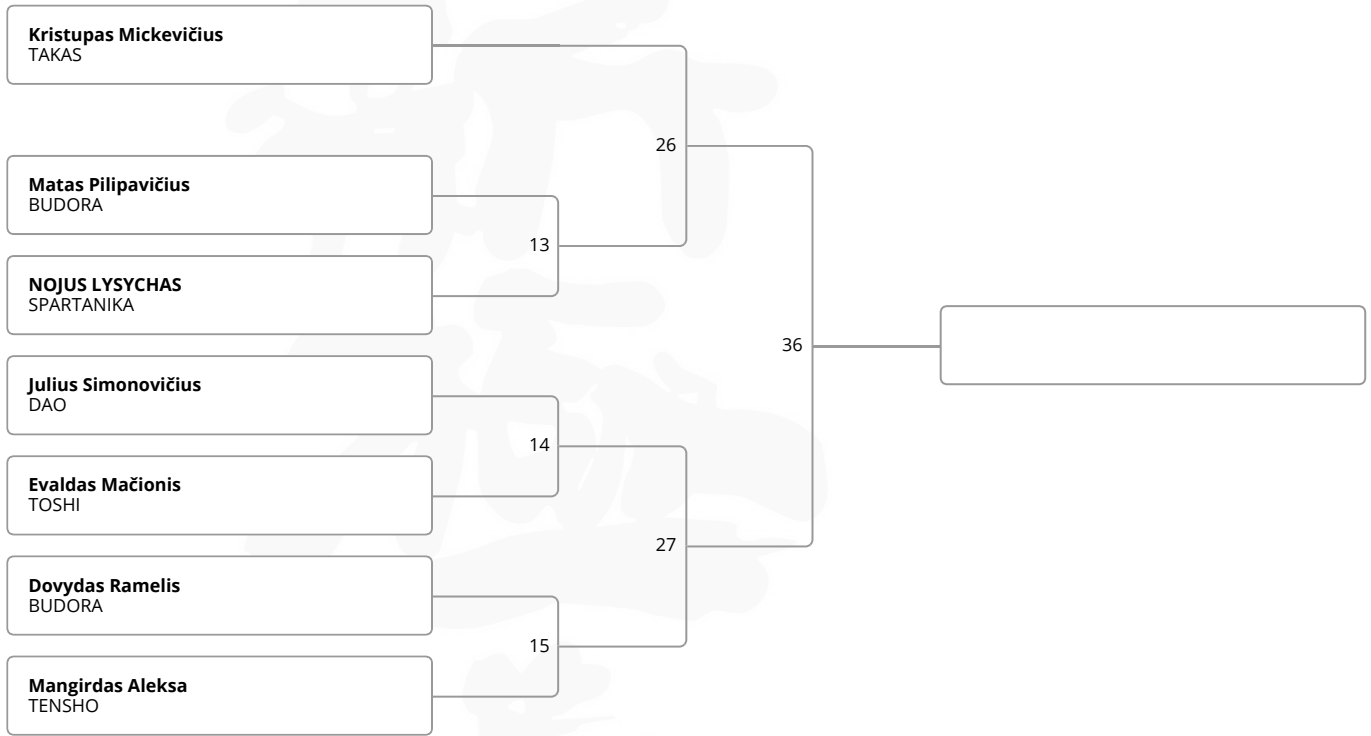 Kristupas Mickevičius
TAKAS
26
Matas Pilipavičius
BUDORA
13
NOJUS LYSYCHAS
SPARTANIKA
36
Julius Simonovičius
DAO
14
Evaldas Mačionis
TOSHI
27
Dovydas Ramelis
BUDORA
15
Mangirdas Aleksa
TENSHO